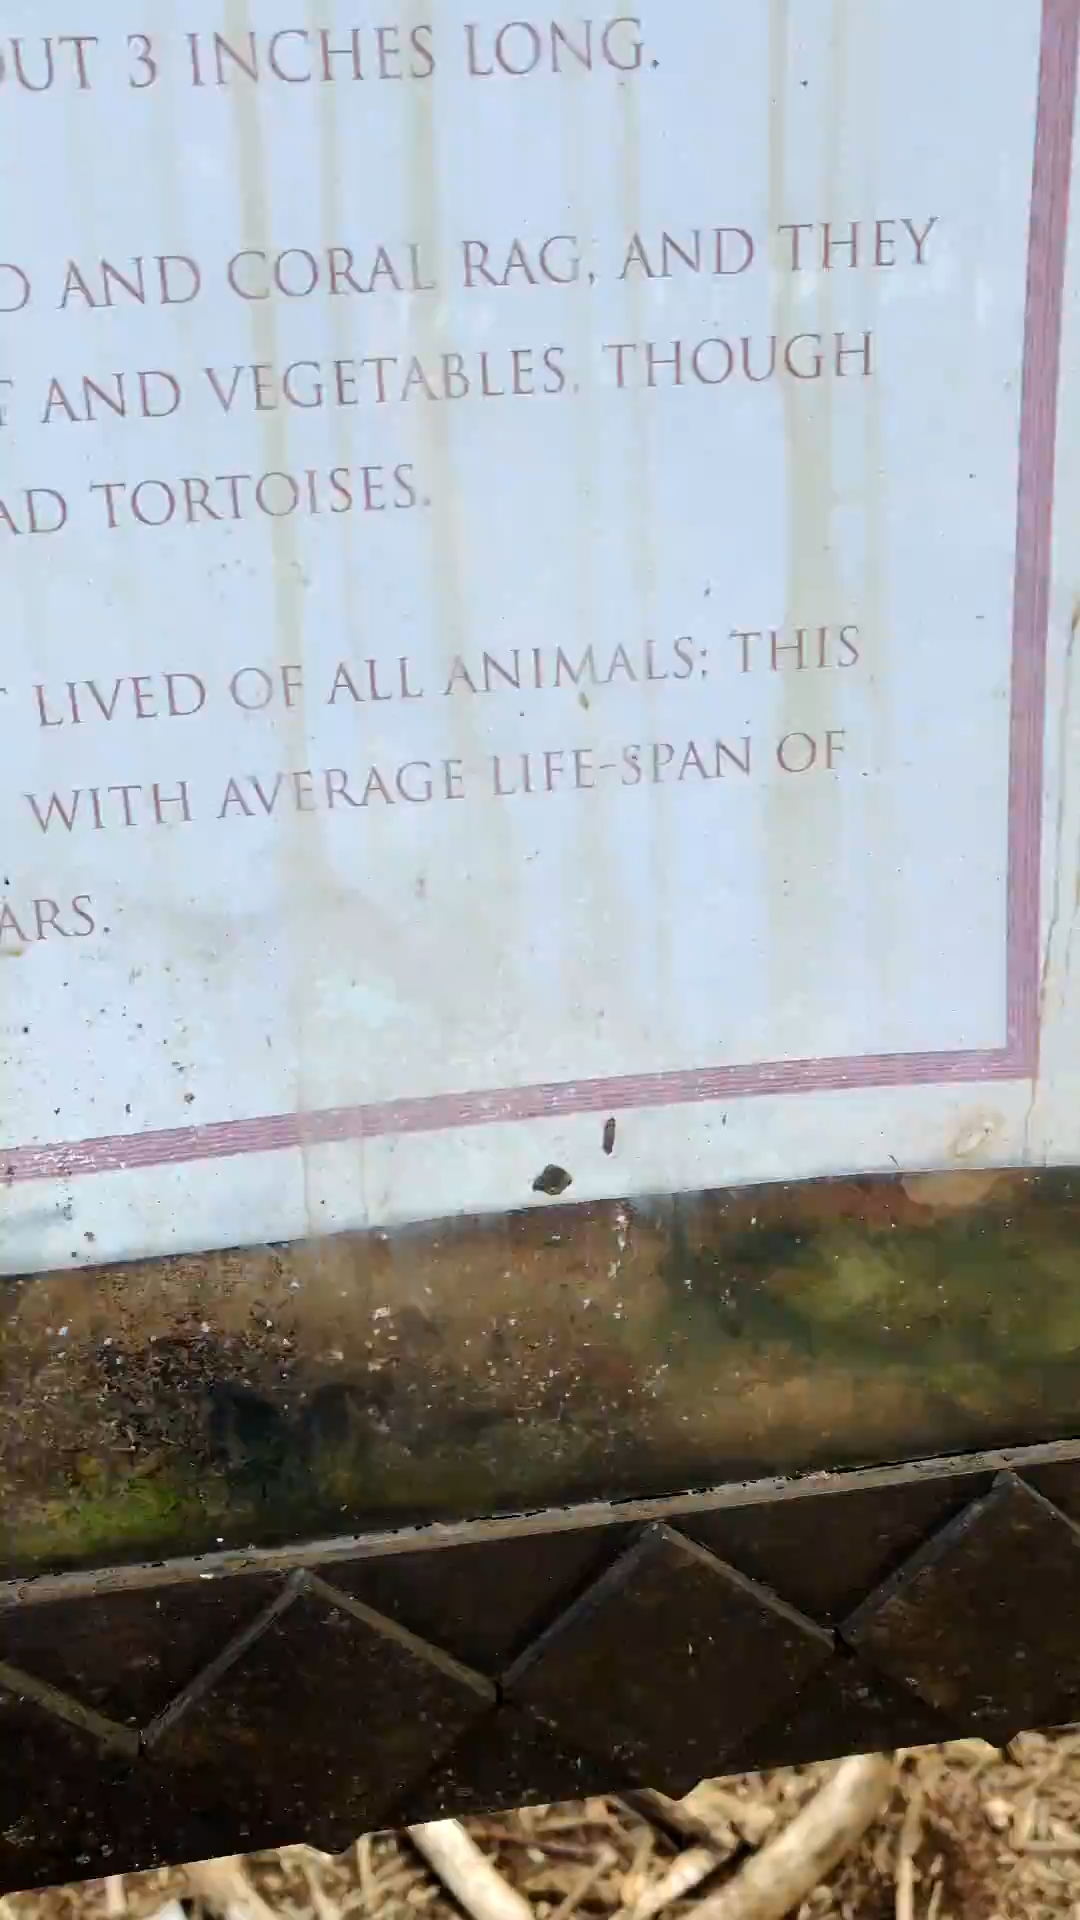 OUT 3 INCHES LONG.
AND CORAL RAG, AND THEY
AND VEGETABLES, THOUGH
AD TORTOISES.
LIVED OF ALL ANIMALS; THIS
WITH AVERAGE LIFE-SPAN OF
ARS.